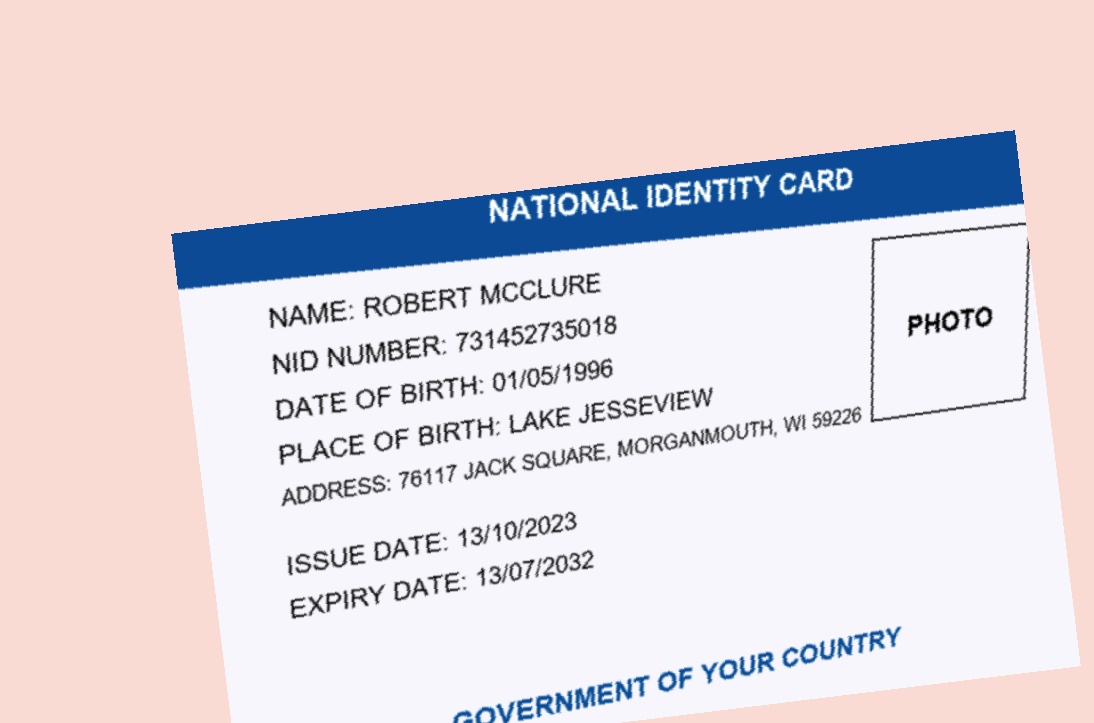 NATIONAL IDENTITY CARD
NAME: ROBERT MCCLURE
NID NUMBER: 731452735018
DATE OF BIRTH: 01/05/1996
PLACE OF BIRTH: LAKE JESSEVIEW
ADDRESS: 76117 JACK SQUARE, MORGANMOUTH, WI 59226
PHOTO
ISSUE DATE: 13/10/2023
EXPIRY DATE: 13/07/2032
GOVERNMENT OF YOUR COUNTRY